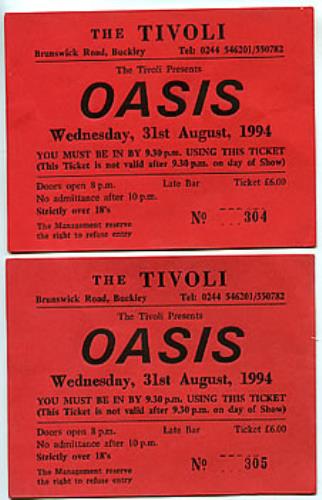 THE TIVOLI
Brunswick Road, Buckley Tel: 0244 546201/550782
The Tivoli Presents
OASIS
Wednesday, 31st August, 1994
YOU MUST BE IN BY 9.30 p.m. USING THIS TICKET
(This Ticket is not valid after 9.30 p.m. on day of Show)
Doors open 8 p.m. Late Bar Ticket £6.00
No admittance after 10 p.m.
Strictly over 18's
The Management reserve
the right to refuse entry
No 304
THE TIVOLI
Brunswick Road, Buckley Tel: 0244 546201/550782
The Tivoli Presents
OASIS
Wednesday, 31st August, 1994
YOU MUST BE IN BY 9.30 p.m. USING THIS TICKET
(This Ticket is not valid after 9.30 p.m. on day of Show)
Doors open 8 p.m. Late Bar Ticket £6.00
No admittance after 10 p.m.
Strictly over 18's
The Management reserve
the right to refuse entry
No 305